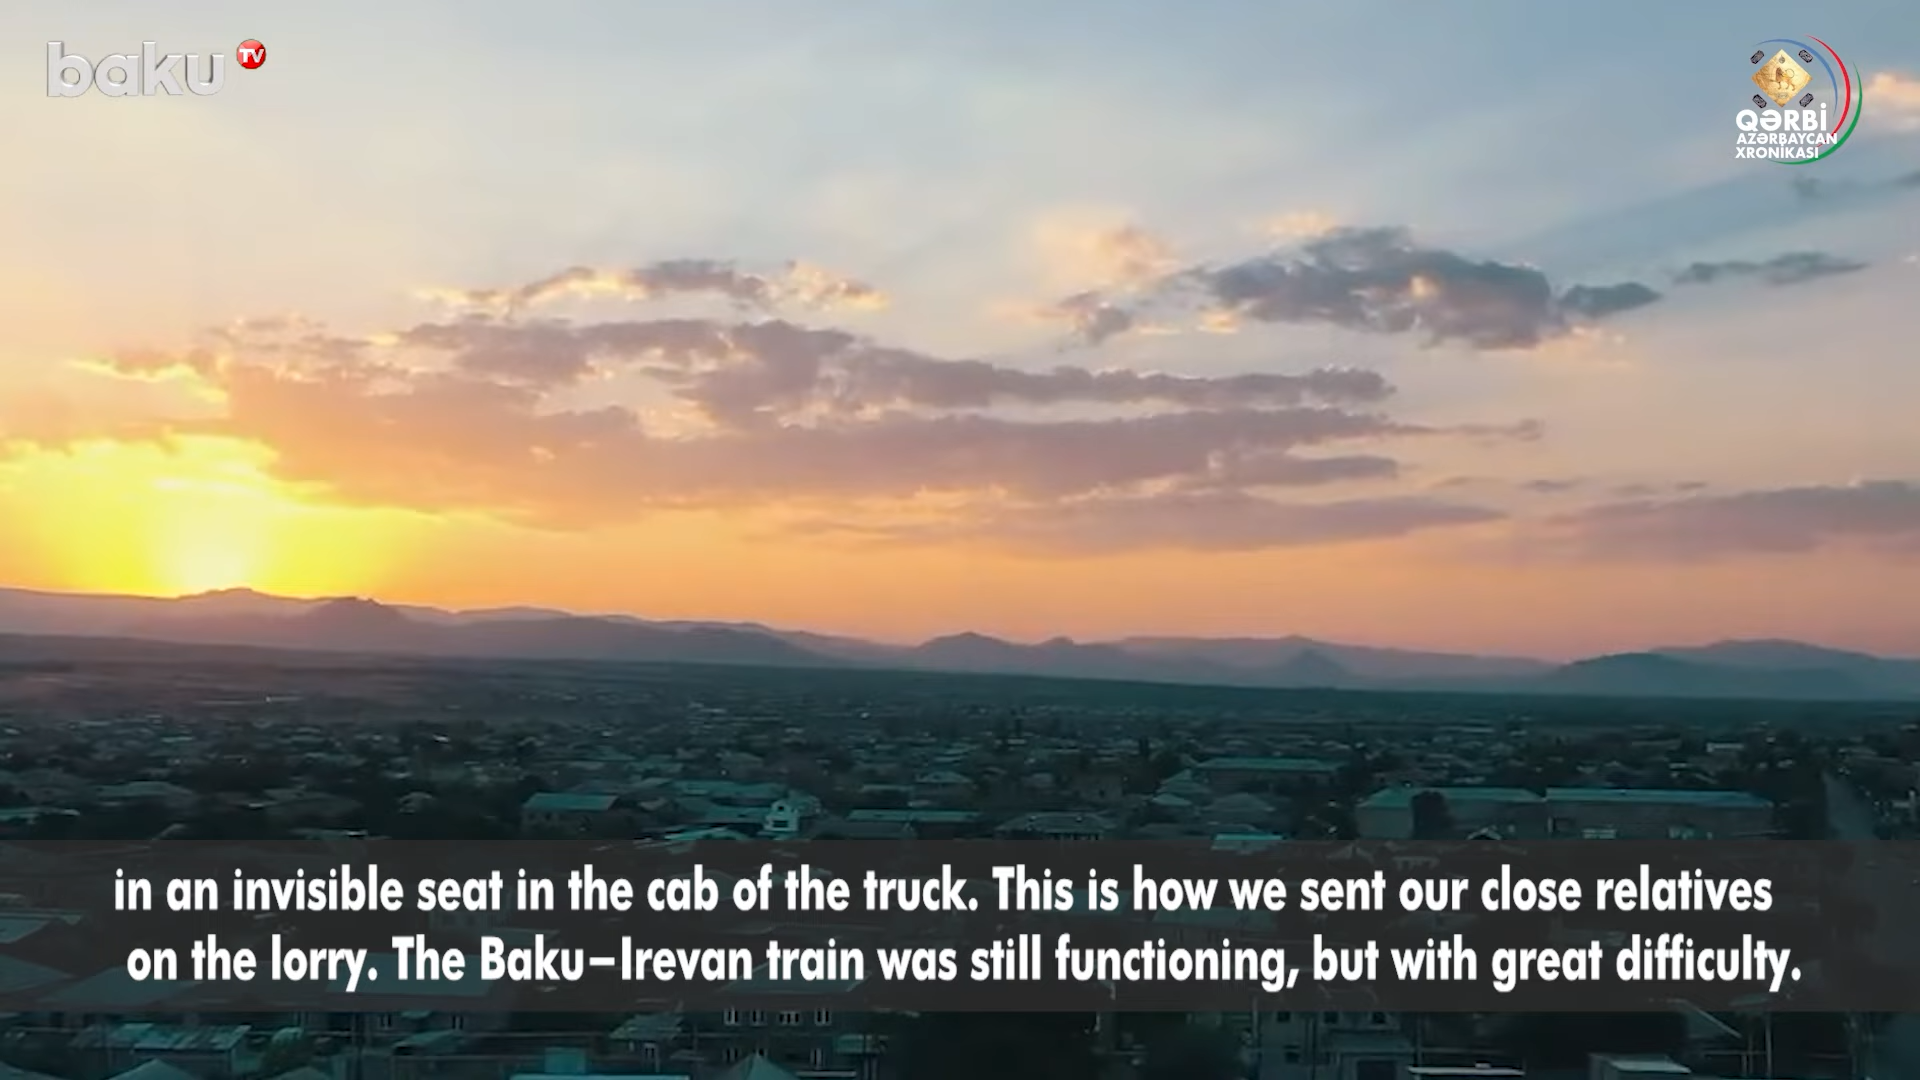 baku TV
QƏRBİ
AZƏRBAYCAN
XRONİKASI
in an invisible seat in the cab of the truck. This is how we sent our close relatives
on the lorry. The Baku–Irevan train was still functioning, but with great difficulty.